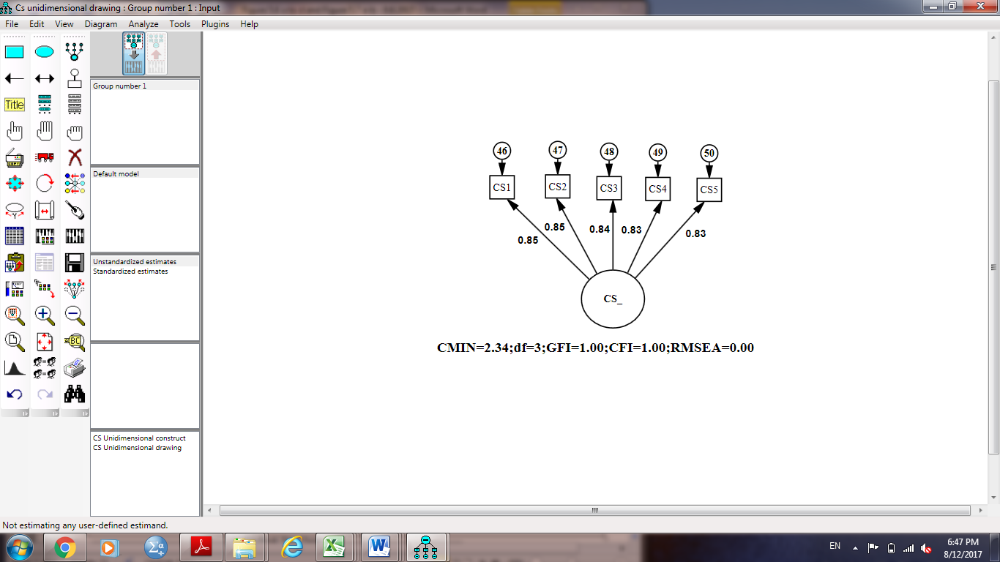 Cs unidimensional drawing : Group number 1 : Input
File Edit View Diagram Analyze Tools Plugins Help
Title
Group number 1
Default model
Unstandardized estimates
Standardized estimates
CS Unidimensional construct
CS Unidimensional drawing
46 47 48 49 50
CS1 CS2 CS3 CS4 CS5
0.85 0.85 0.84 0.83 0.83
CS_
CMIN=2.34;df=3;GFI=1.00;CFI=1.00;RMSEA=0.00
Not estimating any user-defined estimand.
EN
6:47 PM
8/12/2017